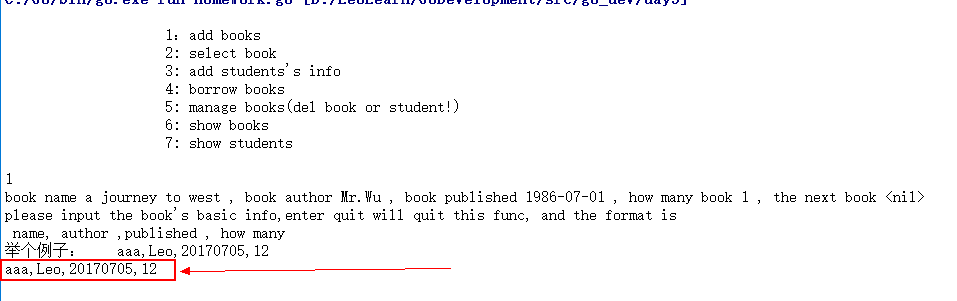 C:/Go/bin/go.exe run homework.go [D:/LeoLearn/GoDevelopment/src/go_dev/day5]
1: add books
2: select book
3: add students's info
4: borrow books
5: manage books(del book or student!)
6: show books
7: show students
1
book name a journey to west , book author Mr.Wu , book published 1986-07-01 , how many book 1 , the next book <nil>
please input the book's basic info,enter quit will quit this func, and the format is
name, author ,published , how many
举个例子： aaa,Leo,20170705,12
aaa,Leo,20170705,12